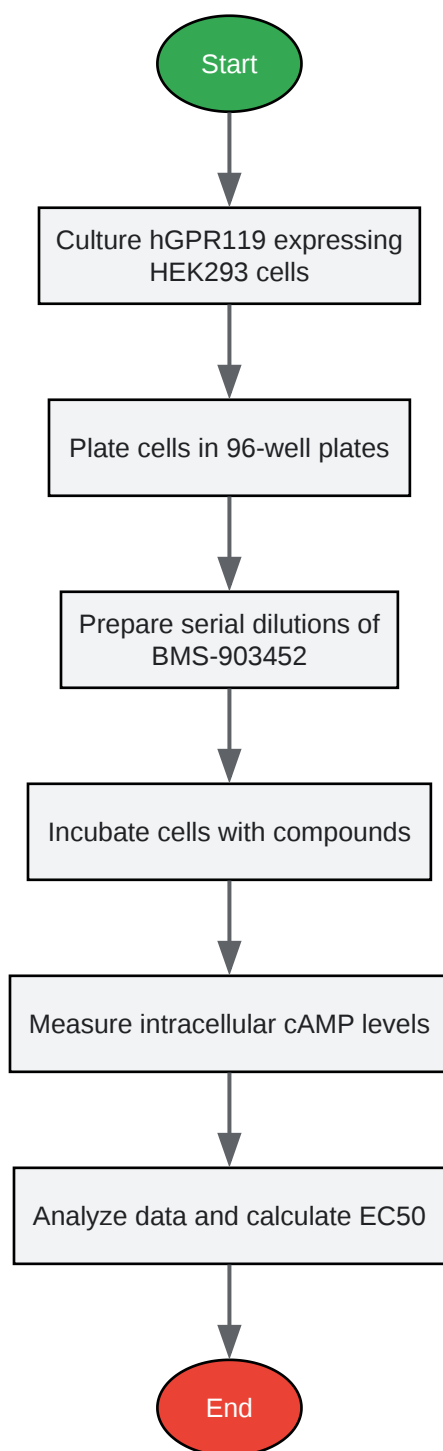 Start
Culture hGPR119 expressing
HEK293 cells
Plate cells in 96-well plates
Prepare serial dilutions of
BMS-903452
Incubate cells with compounds
Measure intracellular cAMP levels
Analyze data and calculate EC50
End